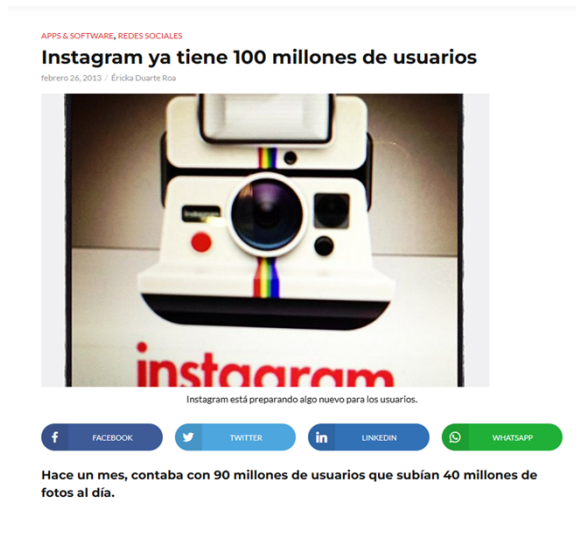 APPS & SOFTWARE, REDES SOCIALES
Instagram ya tiene 100 millones de usuarios
febrero 26, 2013 / Éricka Duarte Roa
Instagram
instagram
Instagram está preparando algo nuevo para los usuarios.
FACEBOOK
TWITTER
LINKEDIN
WHATSAPP
Hace un mes, contaba con 90 millones de usuarios que subían 40 millones de
fotos al día.